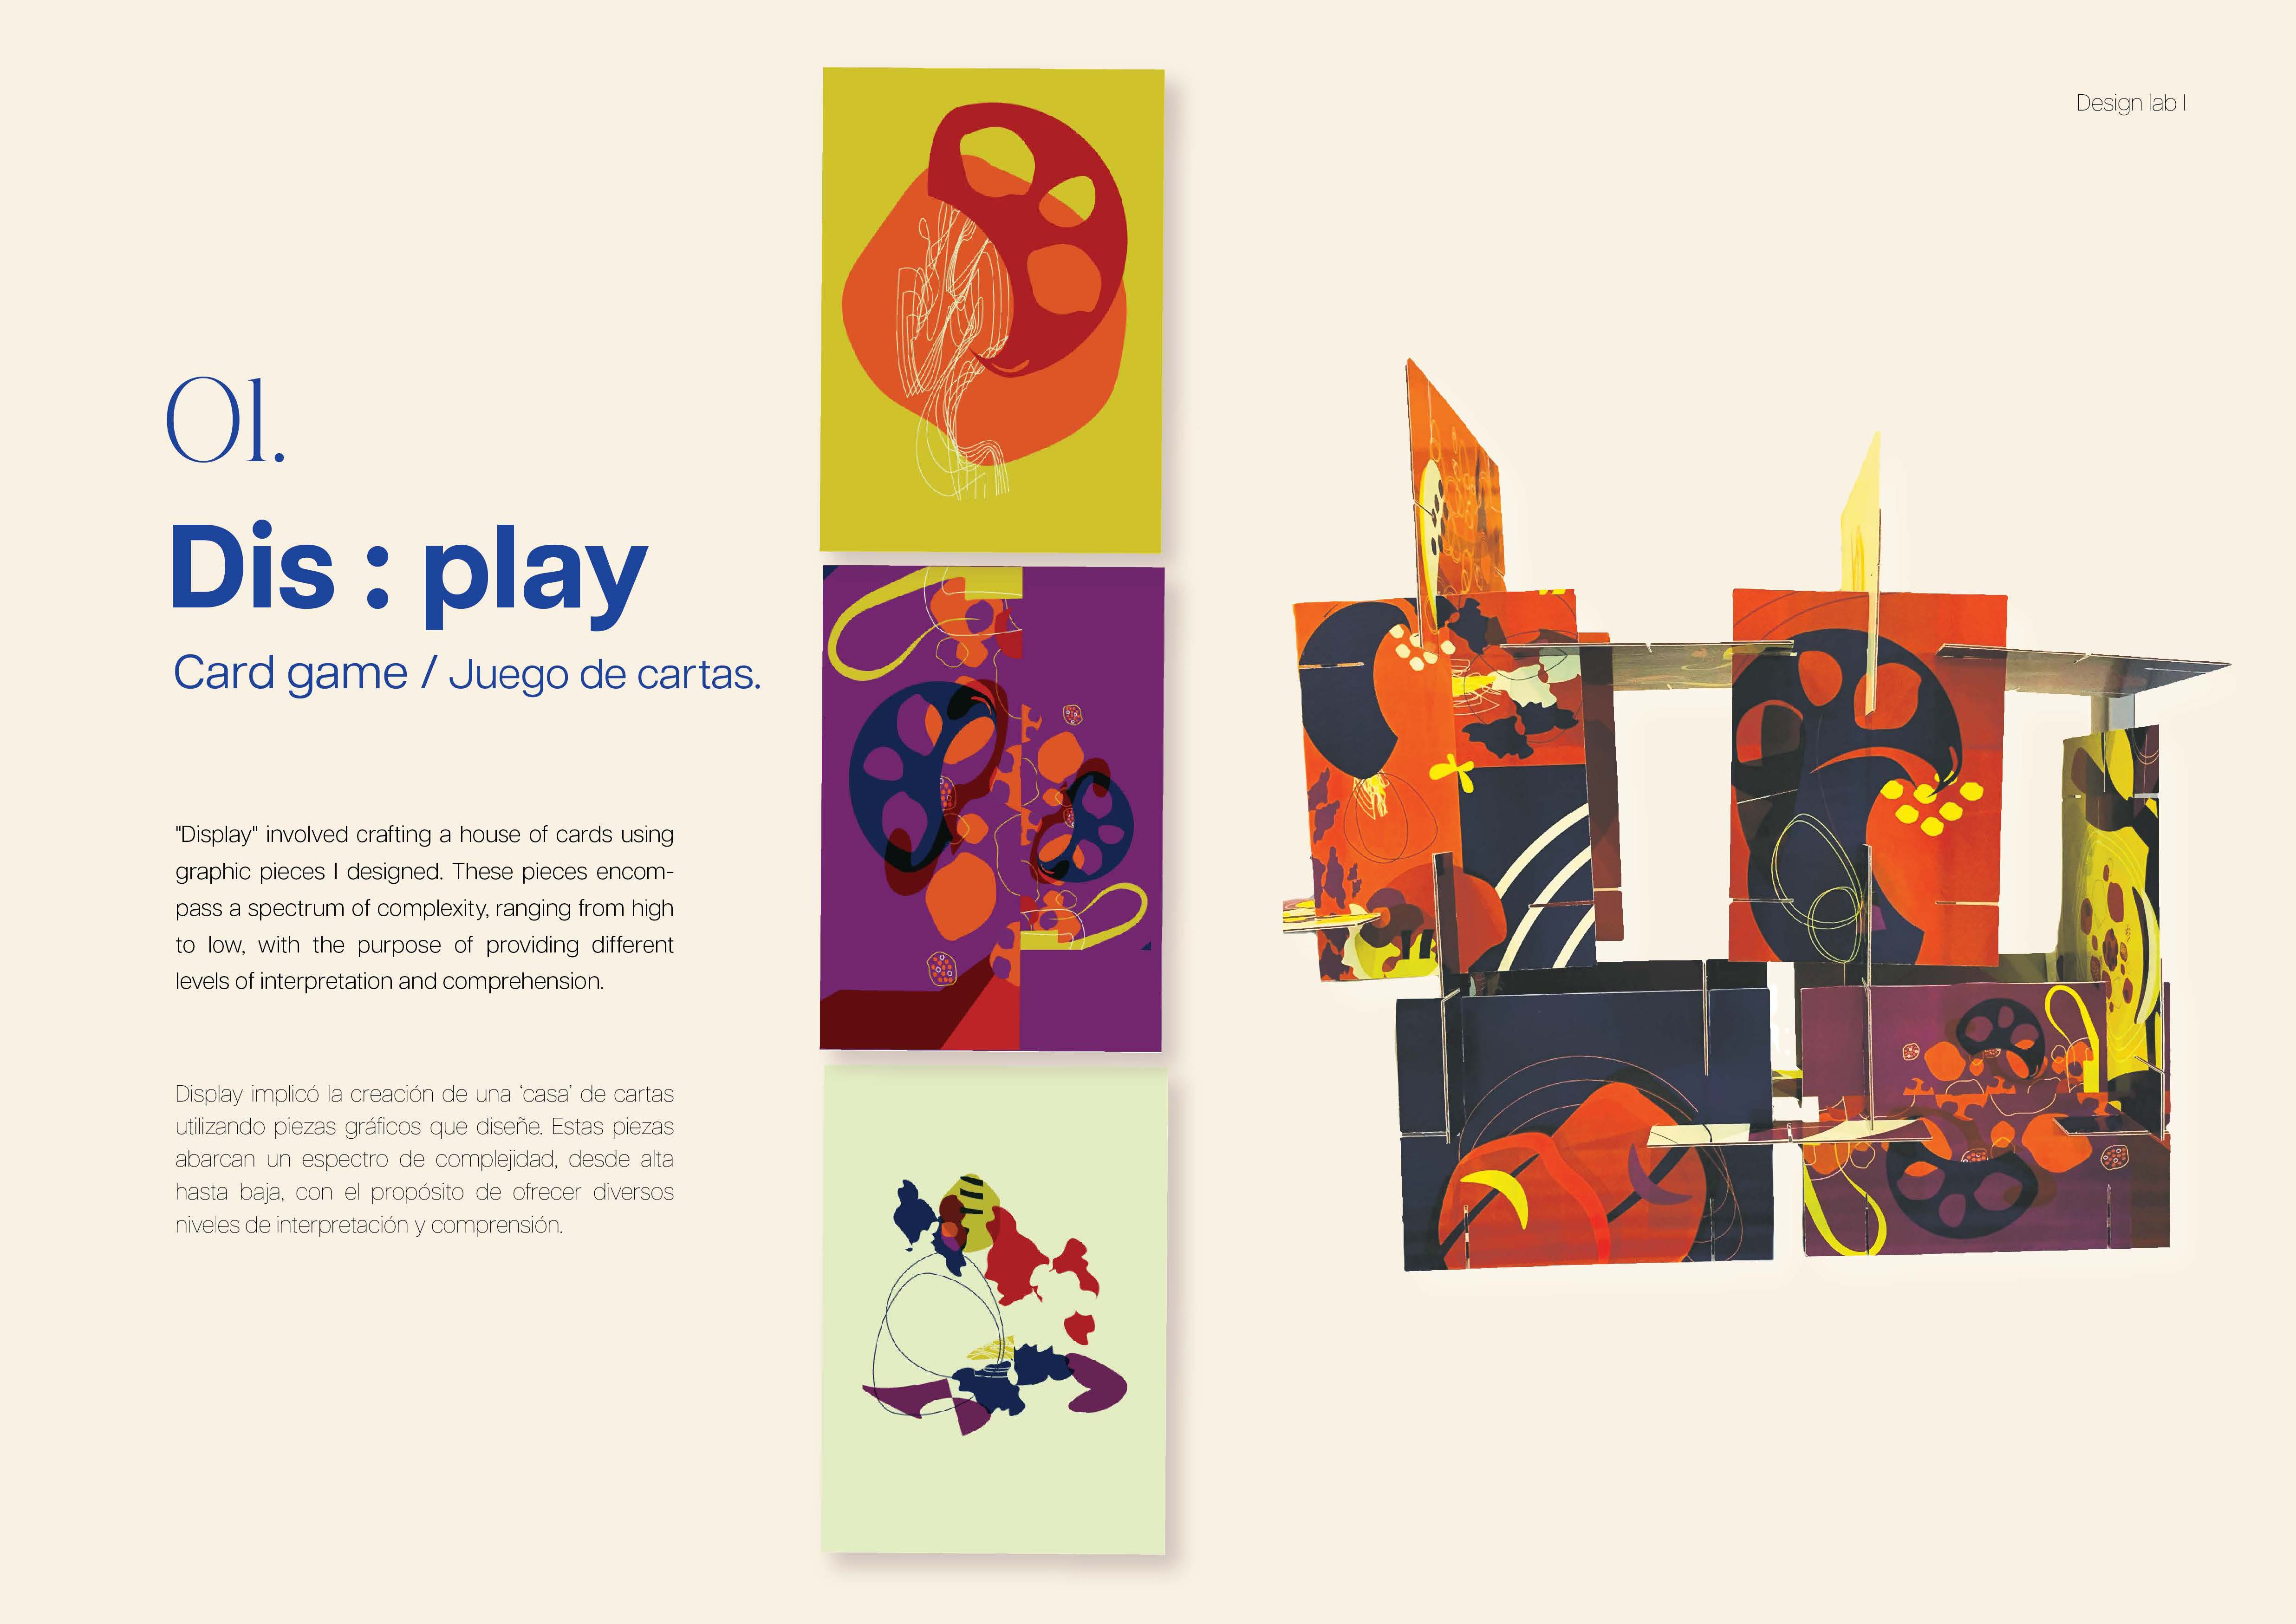 Design lab I
01.
Dis : play
Card game / Juego de cartas.
"Display" involved crafting a house of cards using
graphic pieces I designed. These pieces encom-
pass a spectrum of complexity, ranging from high
to low, with the purpose of providing different
levels of interpretation and comprehension.
Display implicó la creación de una ‘casa’ de cartas
utilizando piezas gráficos que diseñe. Estas piezas
abarcan un espectro de complejidad, desde alta
hasta baja, con el propósito de ofrecer diversos
niveles de interpretación y comprensión.